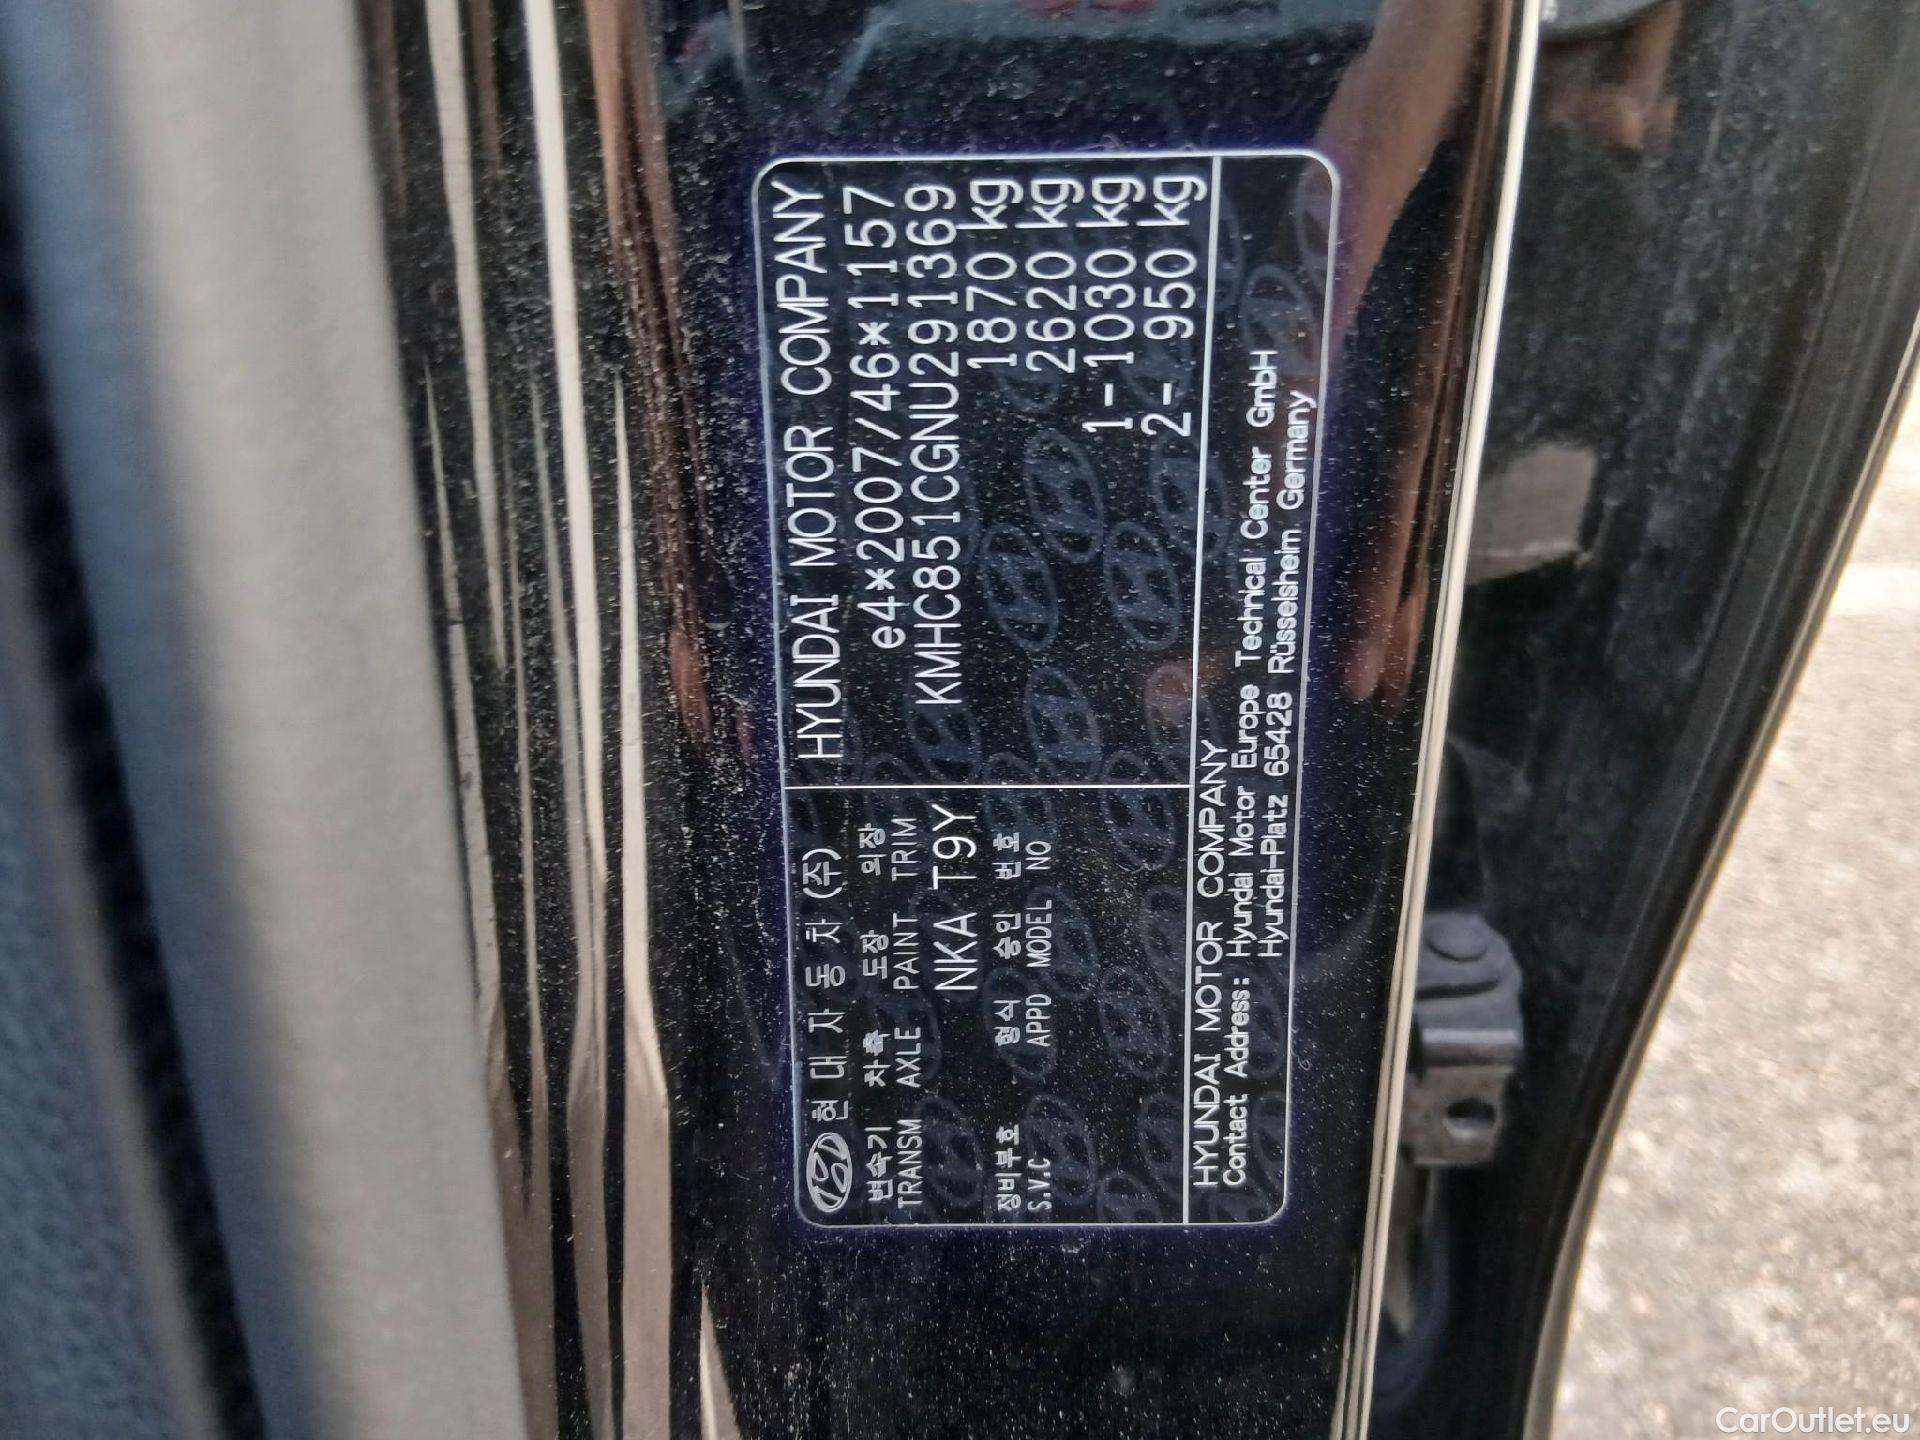 현대자동차(주)
변속기 차축 도장 의장
TRANSM AXLE PAINT TRIM
NKA T9Y
정비부호 형식 승인 번호
S.V.C APPD MODEL NO
HYUNDAI MOTOR COMPANY
e4*2007/46*1157
KMHC851CGNU291369
1870 kg
2620 kg
1-1030 kg
2- 950 kg
HYUNDAI MOTOR COMPANY
Contact Address: Hyundai Motor Europe Technical Center GmbH
Hyundai-Platz 65428 Rüsselsheim Germany
CarOutlet.eu